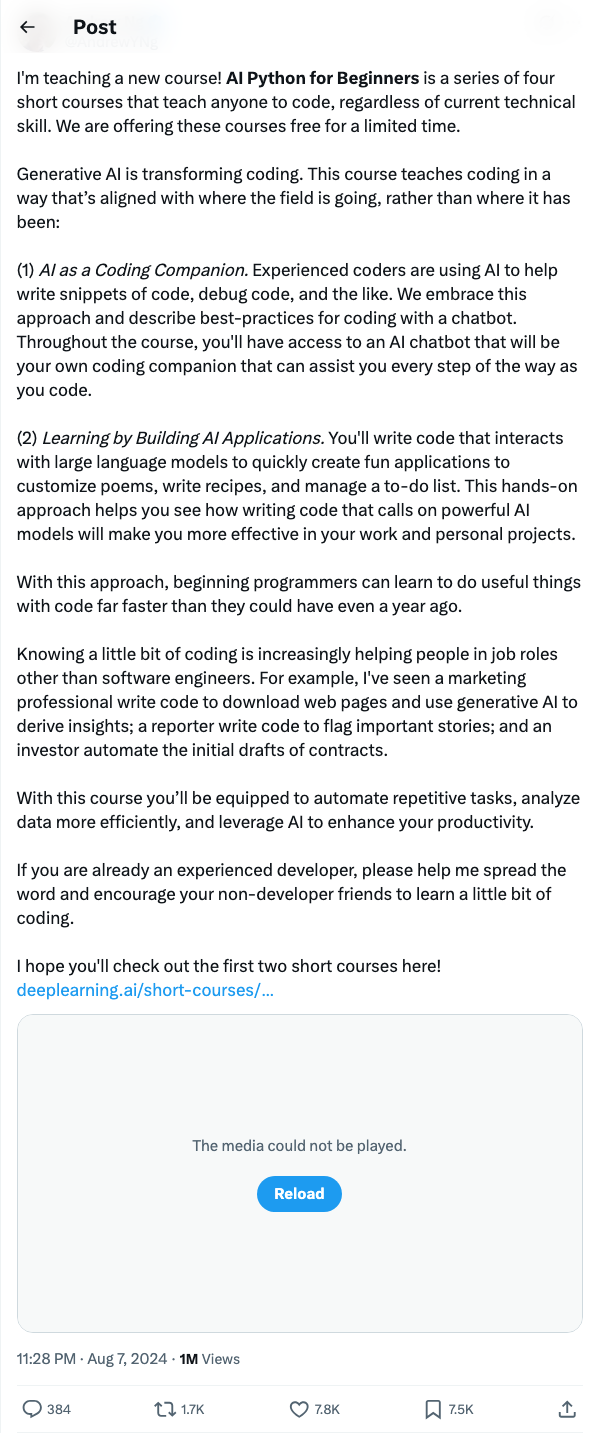 Post
I'm teaching a new course! AI Python for Beginners is a series of four
short courses that teach anyone to code, regardless of current technical
skill. We are offering these courses free for a limited time.
Generative AI is transforming coding. This course teaches coding in a
way that’s aligned with where the field is going, rather than where it has
been:
(1) AI as a Coding Companion. Experienced coders are using AI to help
write snippets of code, debug code, and the like. We embrace this
approach and describe best-practices for coding with a chatbot.
Throughout the course, you'll have access to an AI chatbot that will be
your own coding companion that can assist you every step of the way as
you code.
(2) Learning by Building AI Applications. You'll write code that interacts
with large language models to quickly create fun applications to
customize poems, write recipes, and manage a to-do list. This hands-on
approach helps you see how writing code that calls on powerful AI
models will make you more effective in your work and personal projects.
With this approach, beginning programmers can learn to do useful things
with code far faster than they could have even a year ago.
Knowing a little bit of coding is increasingly helping people in job roles
other than software engineers. For example, I've seen a marketing
professional write code to download web pages and use generative AI to
derive insights; a reporter write code to flag important stories; and an
investor automate the initial drafts of contracts.
With this course you’ll be equipped to automate repetitive tasks, analyze
data more efficiently, and leverage AI to enhance your productivity.
If you are already an experienced developer, please help me spread the
word and encourage your non-developer friends to learn a little bit of
coding.
I hope you'll check out the first two short courses here!
deeplearning.ai/short-courses/...
The media could not be played.
Reload
11:28 PM · Aug 7, 2024 · 1M Views
384 1.7K 7.8K 7.5K